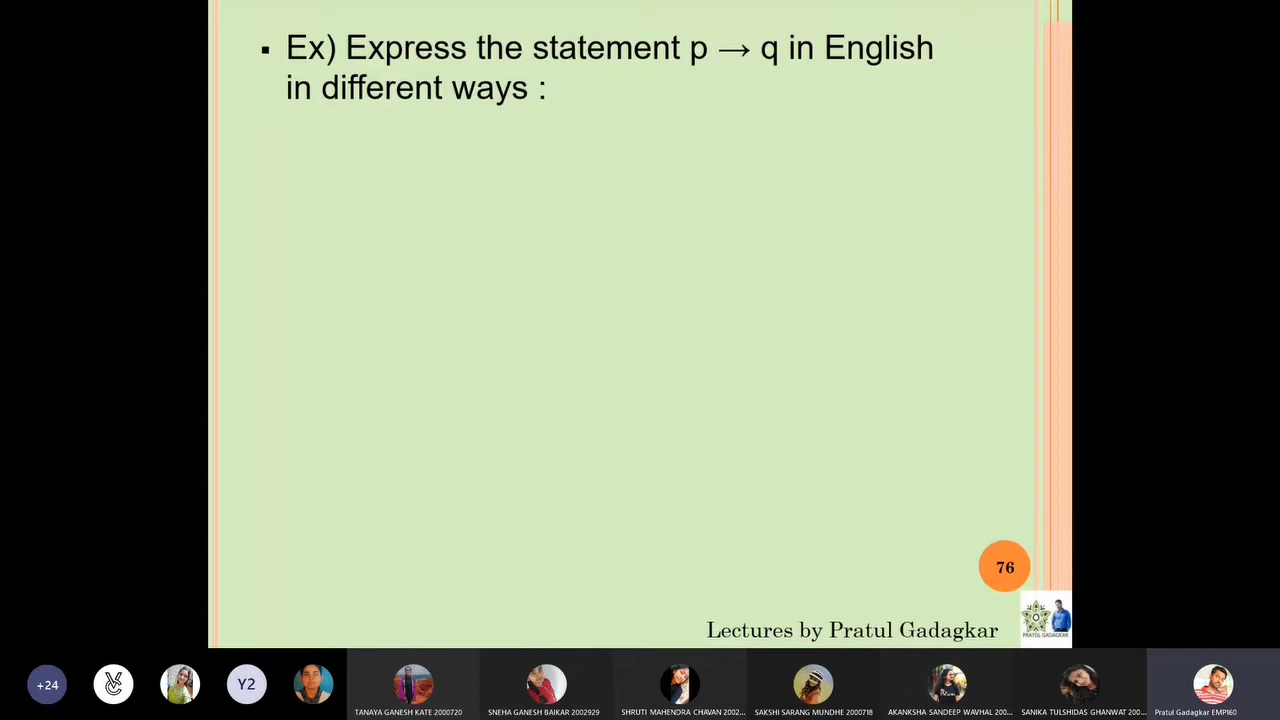 ▪ Ex) Express the statement p → q in English
in different ways :
76
Lectures by Pratul Gadagkar
PRATUL GADAGKAR
+24
Y2
TANAYA GANESH KATE 2000720
SNEHA GANESH BAIKAR 2002929
SHRUTI MAHENDRA CHAVAN 2002...
SAKSHI SARANG MUNDHE 2000718
AKANKSHA SANDEEP WAVHAL 200...
SANIKA TULSHIDAS GHANWAT 200...
Pratul Gadagkar EMP160